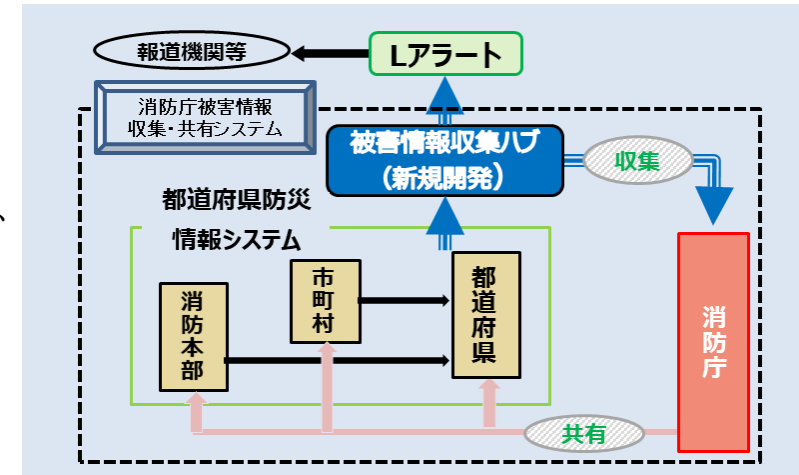 報道機関等
Lアラート
消防庁被害情報
収集・共有システム
被害情報収集ハブ
（新規開発）
収集
都道府県防災
情報システム
、
市町村
都道府県
消防本部
消防庁
共有